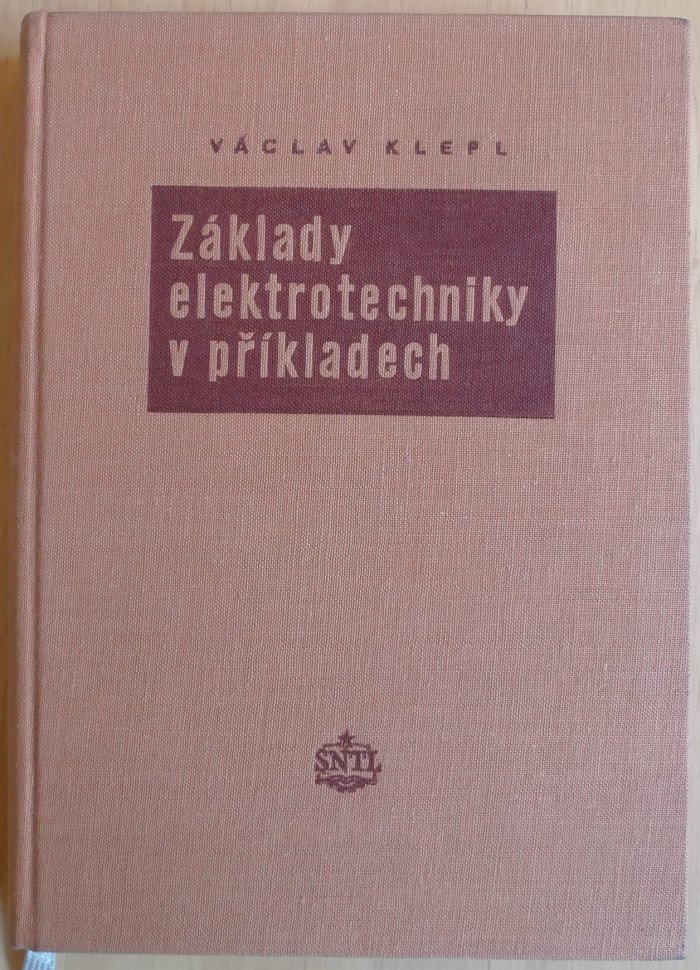 VÁCLAV KLEPL
Základy
elektrotechniky
v příkladech
SNTL